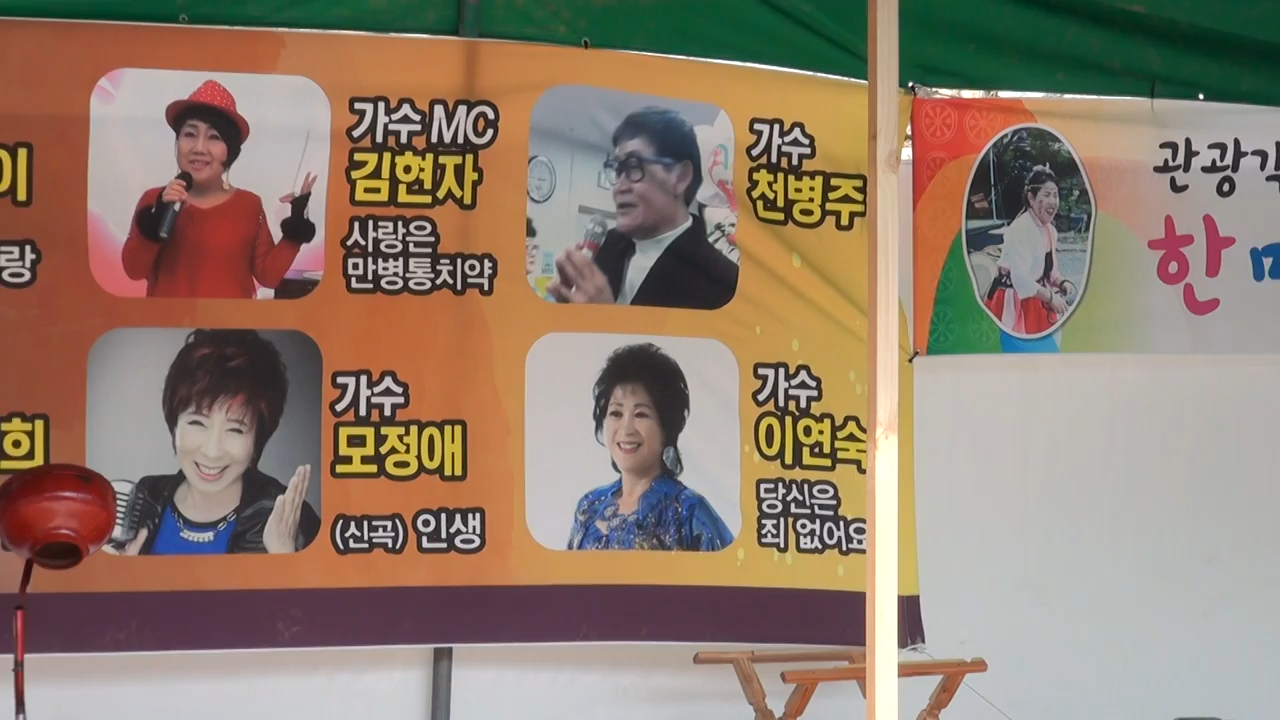 이
랑
가수 MC
김현자
사랑은
만병통치약
가수
천병주
희
가수
모정애
(신곡) 인생
가수
이연숙
당신은
죄 없어요
관광각
한